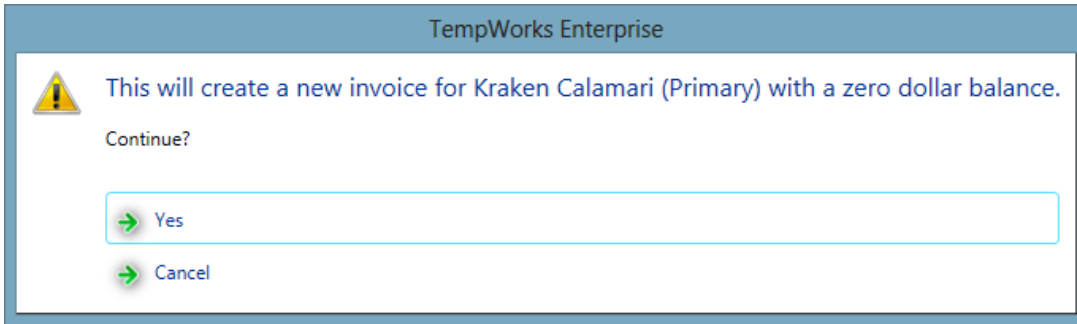 TempWorks Enterprise
This will create a new invoice for Kraken Calamari (Primary) with a zero dollar balance.
Continue?
Yes
Cancel